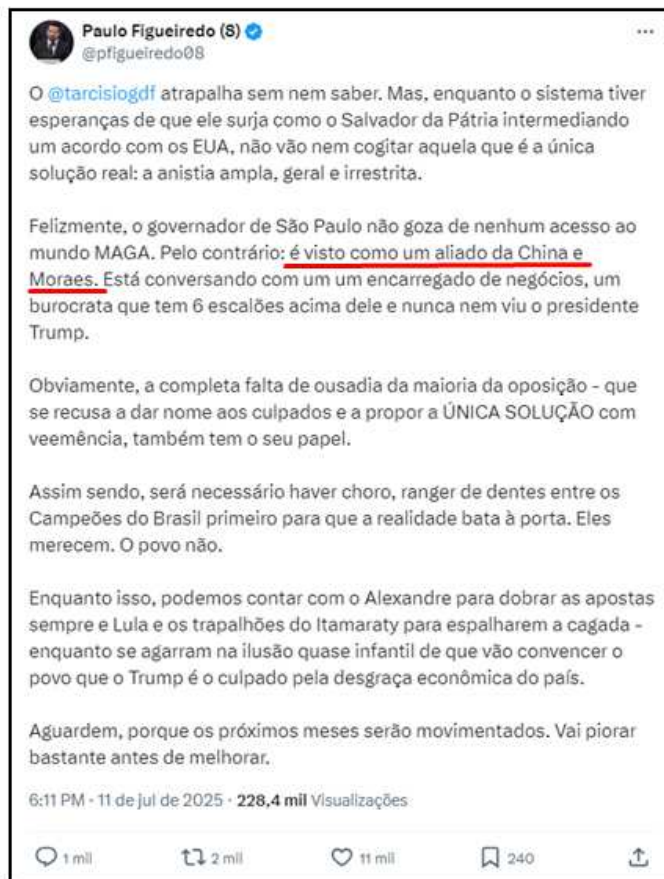 Paulo Figueiredo (8)
@pfigueiredo08
O @tarcisiogdf atrapalha sem nem saber. Mas, enquanto o sistema tiver
esperanças de que ele surja como o Salvador da Pátria intermediando
um acordo com os EUA, não vão nem cogitar aquela que é a única
solução real: a anistia ampla, geral e irrestrita.
Felizmente, o governador de São Paulo não goza de nenhum acesso ao
mundo MAGA. Pelo contrário: é visto como um aliado da China e
Moraes. Está conversando com um um encarregado de negócios, um
burocrata que tem 6 escalões acima dele e nunca nem viu o presidente
Trump.
Obviamente, a completa falta de ousadia da maioria da oposição - que
se recusa a dar nome aos culpados e a propor a ÚNICA SOLUÇÃO com
veemência, também tem o seu papel.
Assim sendo, será necessário haver choro, ranger de dentes entre os
Campeões do Brasil primeiro para que a realidade bata à porta. Eles
merecem. O povo não.
Enquanto isso, podemos contar com o Alexandre para dobrar as apostas
sempre e Lula e os trapalhões do Itamaraty para espalharem a cagada -
enquanto se agarram na ilusão quase infantil de que vão convencer o
povo que o Trump é o culpado pela desgraça econômica do país.
Aguardem, porque os próximos meses serão movimentados. Vai piorar
bastante antes de melhorar.
6:11 PM · 11 de jul de 2025 · 228,4 mil Visualizações
1 mil 2 mil 11 mil 240